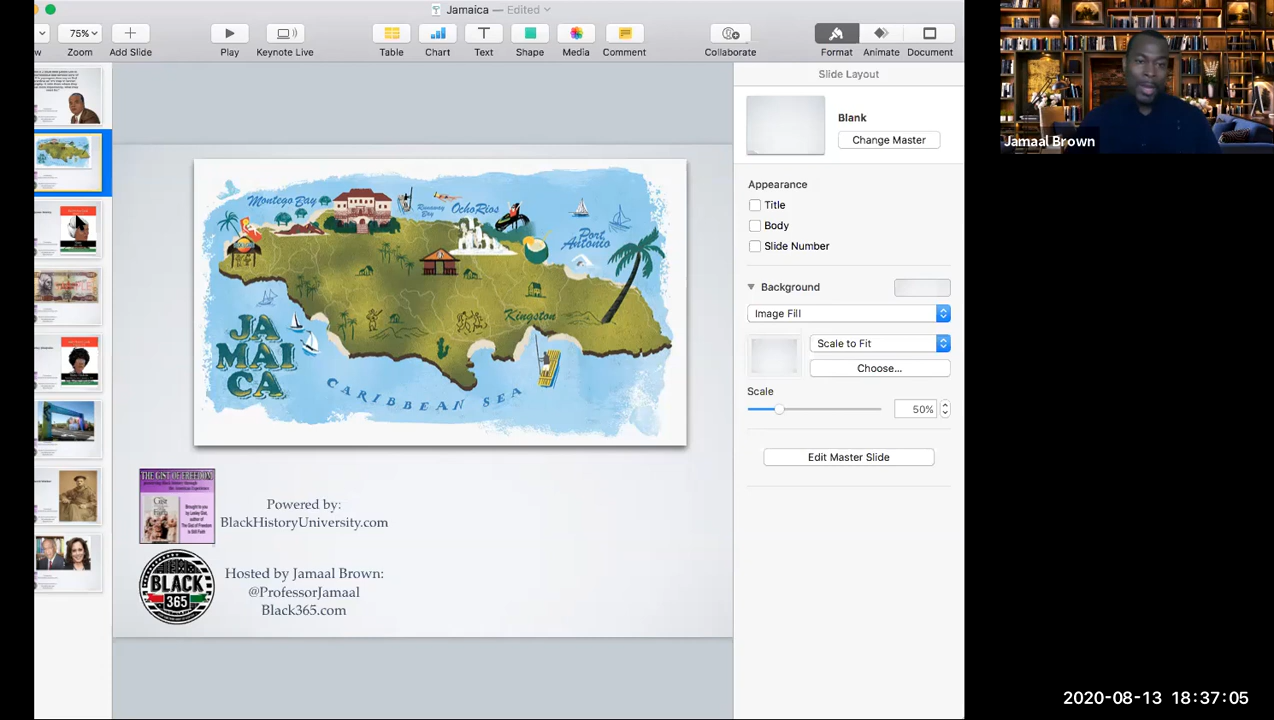 Jamaica — Edited
75%
Zoom
Add Slide
Play
Keynote Live
Table
Chart
Text
Shape
Media
Comment
Collaborate
Format
Animate
Document
Slide Layout
Blank
Change Master
Appearance
Title
Body
Slide Number
Background
Image Fill
Scale to Fit
Choose...
Scale
50%
Edit Master Slide
Montego Bay
Runaway
Bay
Ocho Rios
Port
Antonio
Kingston
JA
MAI
CA
CARIBBEAN SEA
THE GIST OF FREEDOM
Powered by:
BlackHistoryUniversity.com
BLACK
365
Hosted by Jamaal Brown:
@ProfessorJamaal
Black365.com
Jamaal Brown
2020-08-13 18:37:05